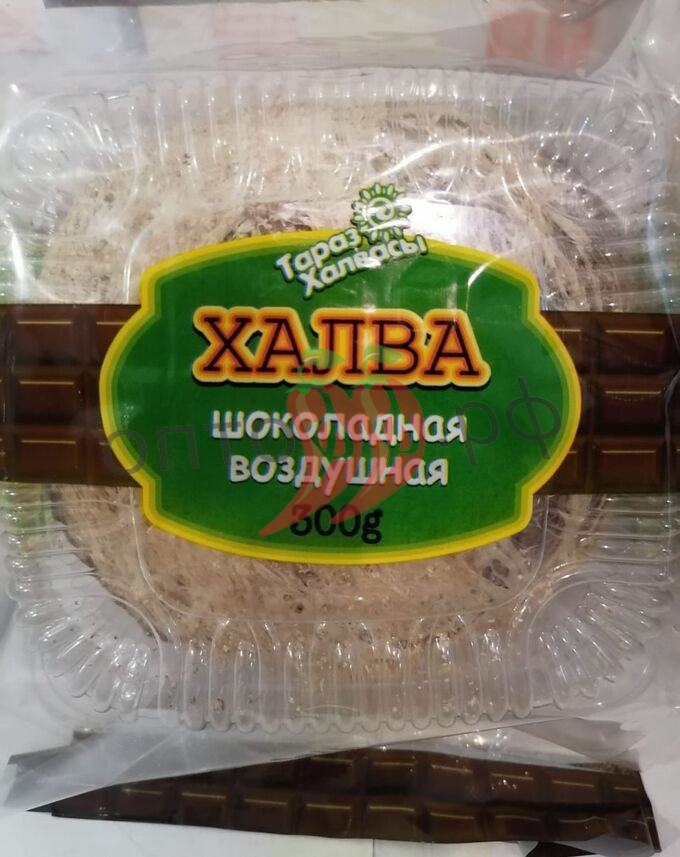 Тараз
Халвасы
ХАЛВА
шоколадная
воздушная
300g